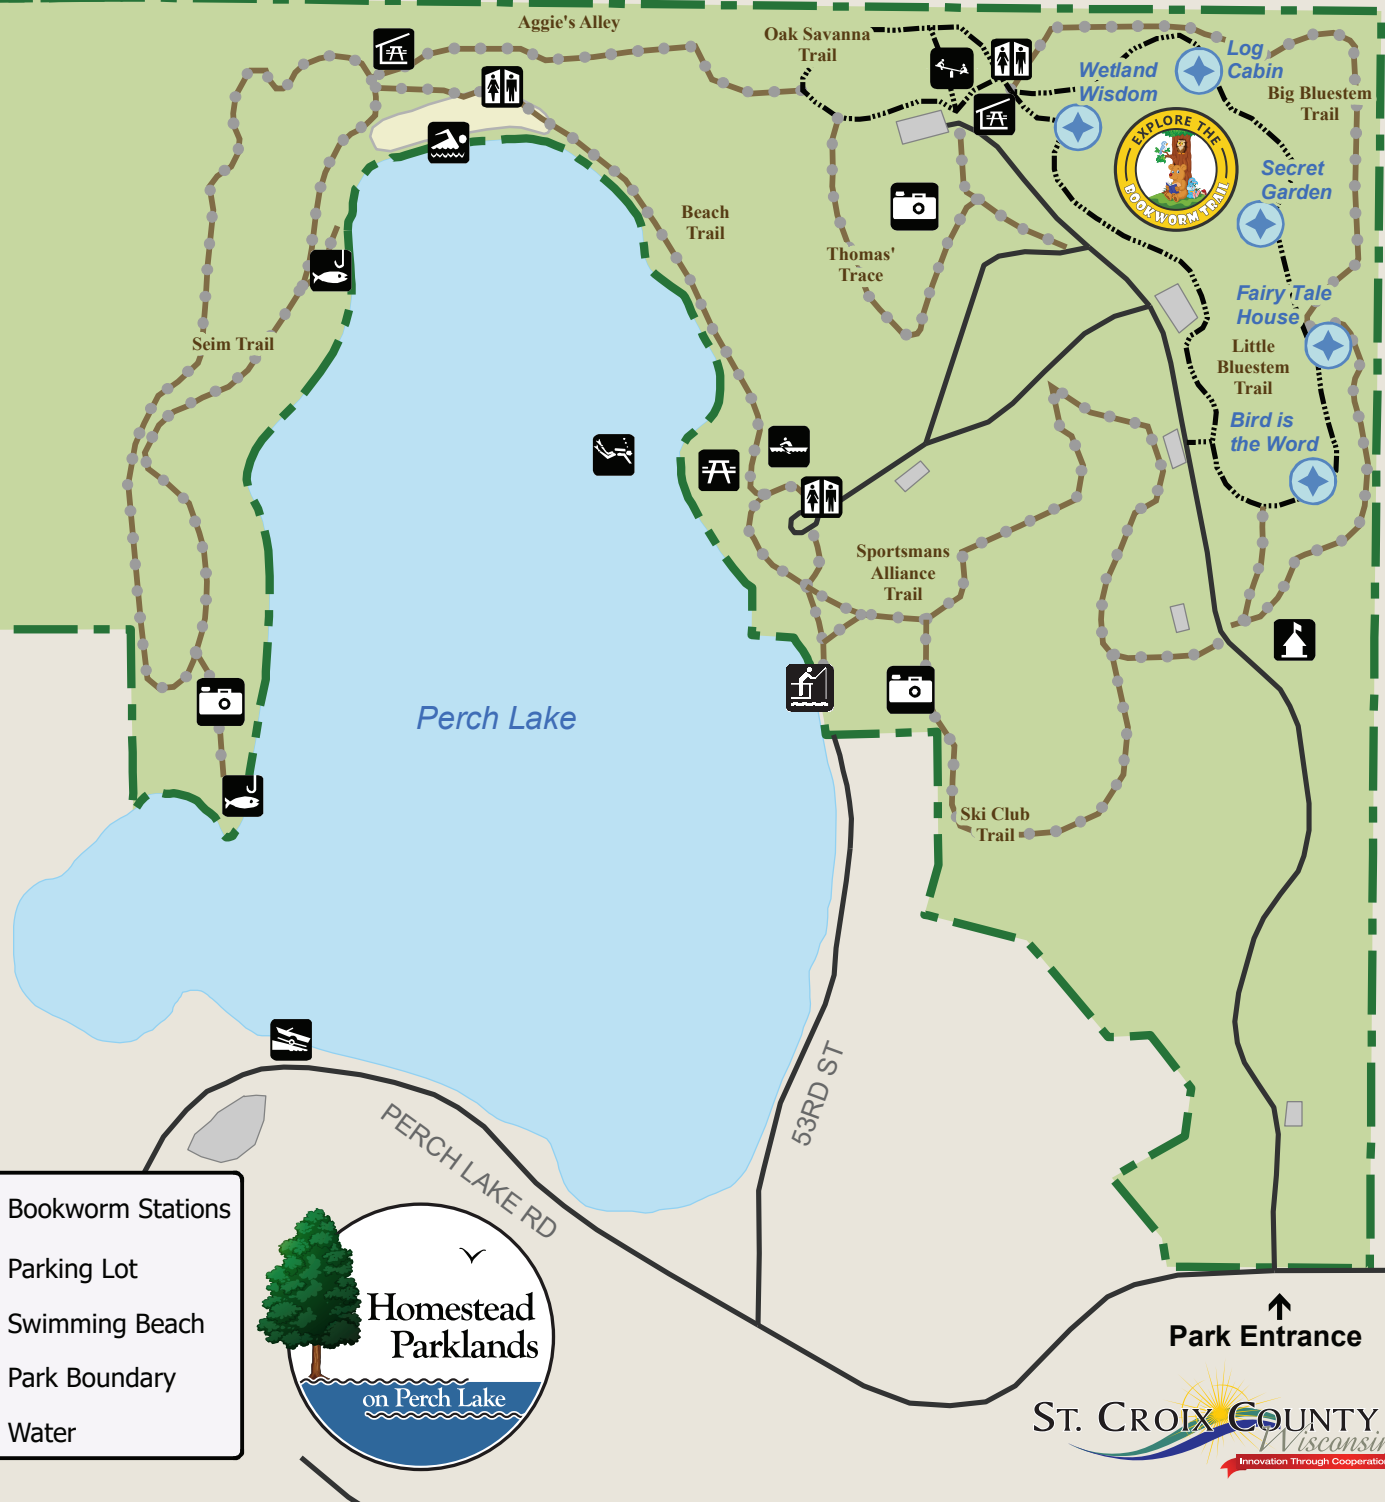 Aggie's Alley
Oak Savanna
Trail
Log
Cabin
Wetland
Wisdom
Big Bluestem
Trail
EXPLORE THE
BOOKWORM TRAIL
Secret
Garden
Beach
Trail
Thomas'
Trace
Fairy Tale
House
Seim Trail
Little
Bluestem
Trail
Bird is
the Word
Sportsmans
Alliance
Trail
Perch Lake
Ski Club
Trail
53RD ST
PERCH LAKE RD
Bookworm Stations
Parking Lot
Swimming Beach
Park Boundary
Water
Homestead
Parklands
on Perch Lake
Park Entrance
ST. CROIX COUNTY
Wisconsin
Innovation Through Cooperation